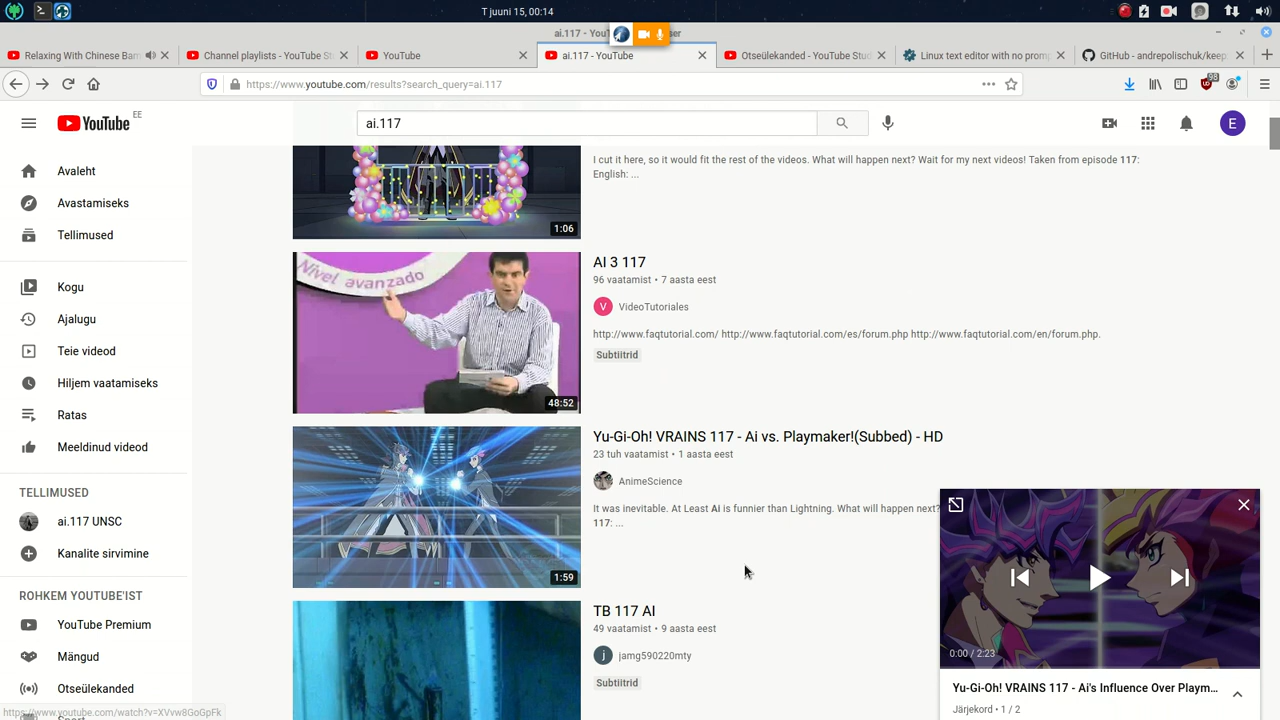 T juuni 15, 00:14
ai.117 - You
ser
Relaxing With Chinese Bam
Channel playlists - YouTube St
YouTube
ai.117 - YouTube
Otseülekanded - YouTube Stud
Linux text editor with no promp
GitHub - andrepolischuk/keep
https://www.youtube.com/results?search_query=ai.117
98
YouTube
EE
ai.117
E
Avaleht
Avastamiseks
Tellimused
Kogu
Ajalugu
Teie videod
Hiljem vaatamiseks
Ratas
Meeldinud videod
TELLIMUSED
ai.117 UNSC
Kanalite sirvimine
ROHKEM YOUTUBE'IST
YouTube Premium
Mängud
Otseülekanded
https://www.youtube.com/watch?v=XVvw8GoGpFk
1:06
I cut it here, so it would fit the rest of the videos. What will happen next? Wait for my next videos! Taken from episode 117:
English: ...
Nivel avanzado
48:52
AI 3 117
96 vaatamist • 7 aasta eest
V
VideoTutoriales
http://www.faqtutorial.com/ http://www.faqtutorial.com/es/forum.php http://www.faqtutorial.com/en/forum.php.
Subtiitrid
1:59
Yu-Gi-Oh! VRAINS 117 - Ai vs. Playmaker!(Subbed) - HD
23 tuh vaatamist • 1 aasta eest
AnimeScience
It was inevitable. At Least Ai is funnier than Lightning. What will happen next?
117: ...
TB 117 AI
49 vaatamist • 9 aasta eest
j
jamg590220mty
Subtiitrid
0:00 / 2:23
Yu-Gi-Oh! VRAINS 117 - Ai's Influence Over Playm...
Järjekord • 1 / 2